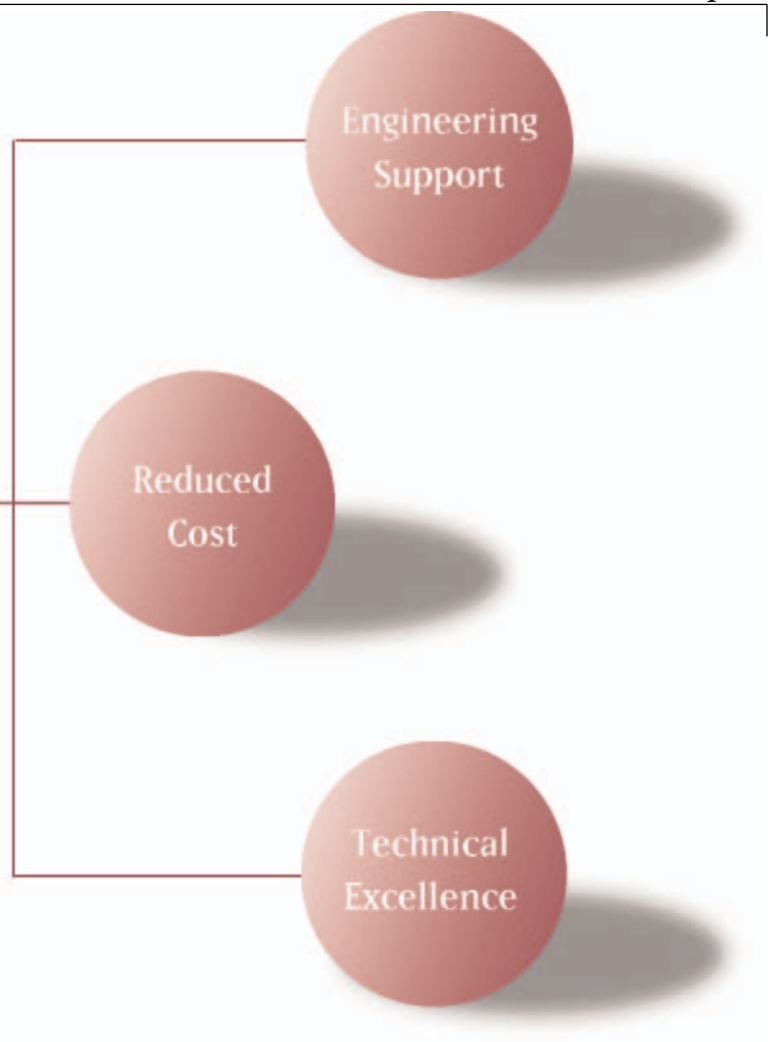 Engineering
Support
Reduced
Cost
Technical
Excellence